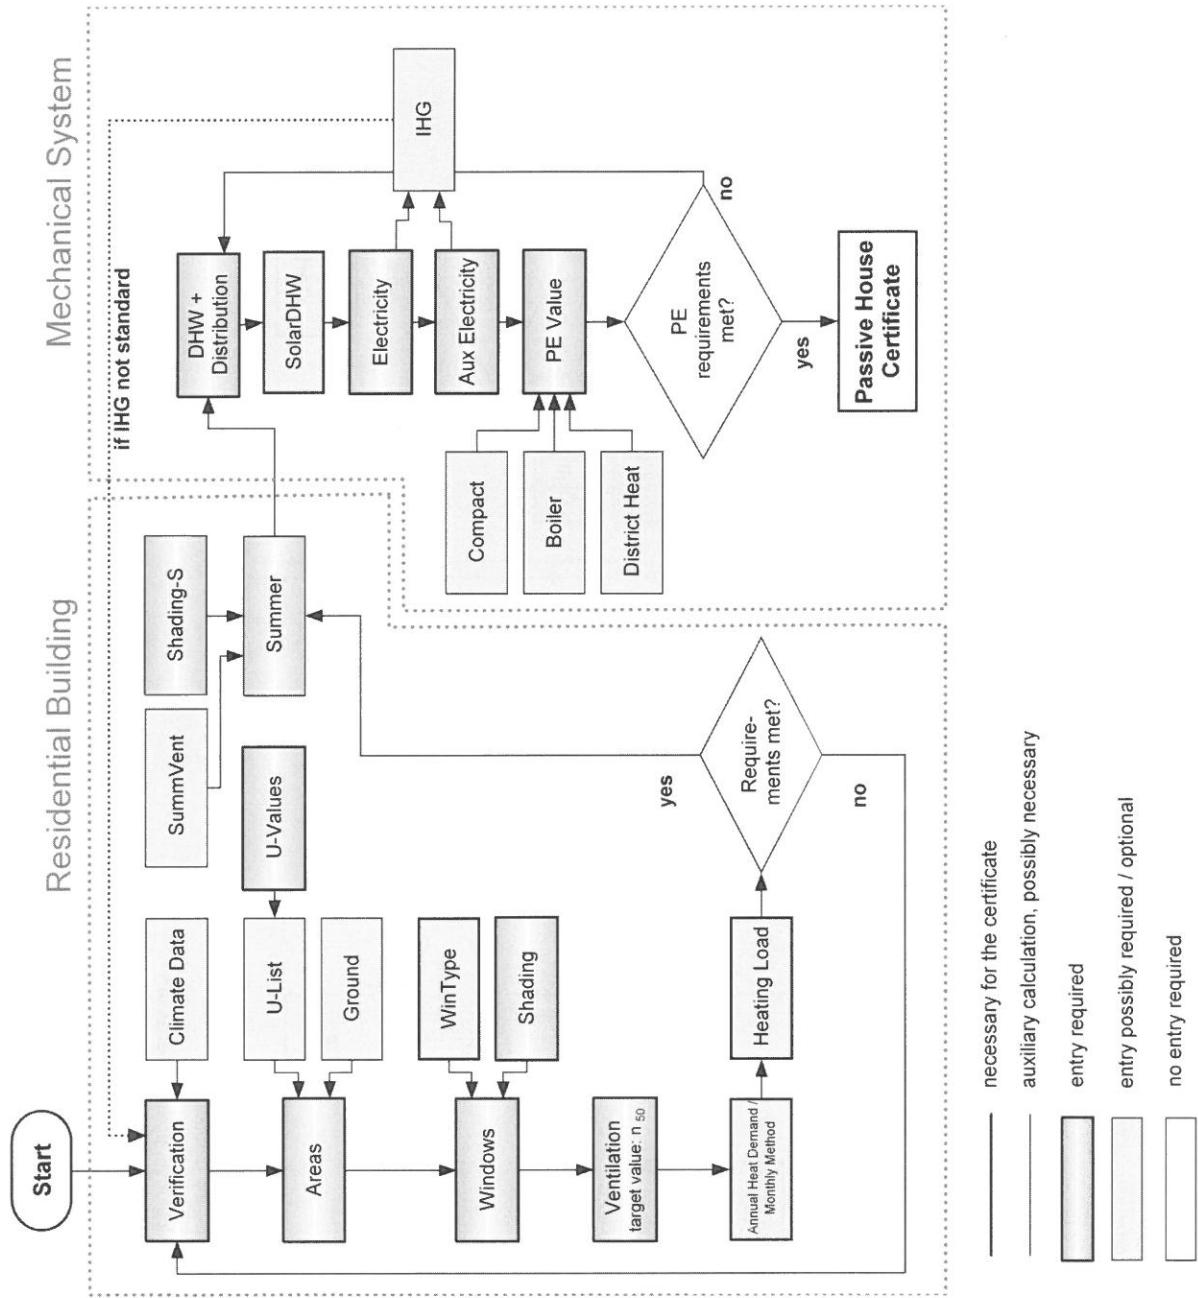 Residential Building
Mechanical System
Start
Verification
Climate Data
SummVent
Shading-S
if IHG not standard
DHW +
Distribution
Areas
U-List
U-Values
Ground
Summer
SolarDHW
Electricity
IHG
Windows
WinType
Shading
Compact
Aux Electricity
Boiler
PE Value
Ventilation
target value: n 50
District Heat
Annual Heat Demand /
Monthly Method
Heating Load
Require-
ments met?
yes
no
PE
requirements
met?
no
yes
Passive House
Certificate
necessary for the certificate
auxiliary calculation, possibly necessary
entry required
entry possibly required / optional
no entry required